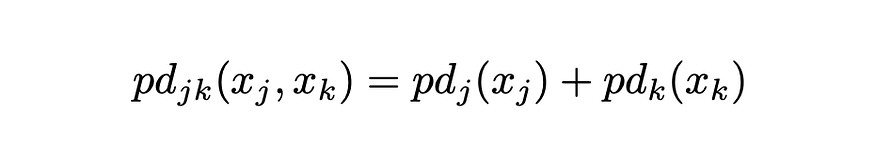 pd_{jk}(x_j, x_k) = pd_j(x_j) + pd_k(x_k)